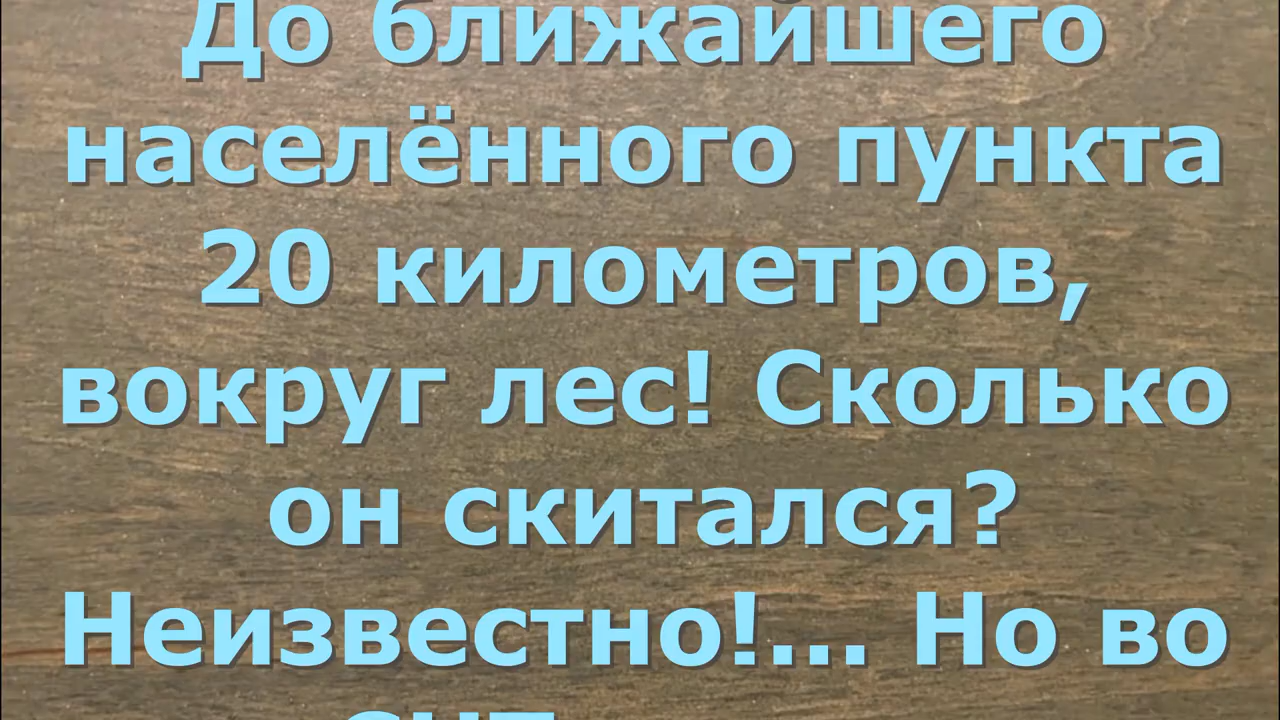 До ближайшего
населённого пункта
20 километров,
вокруг лес! Сколько
он скитался?
Неизвестно!... Но во